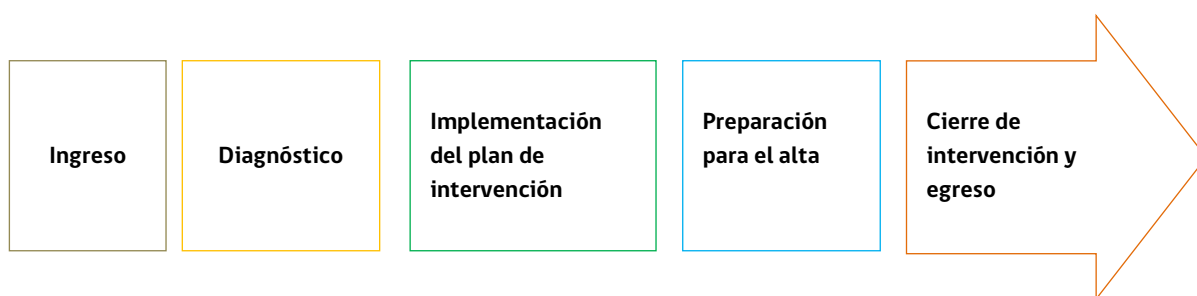 Ingreso
Diagnóstico
Implementación
del plan de
intervención
Preparación
para el alta
Cierre de
intervención y
egreso